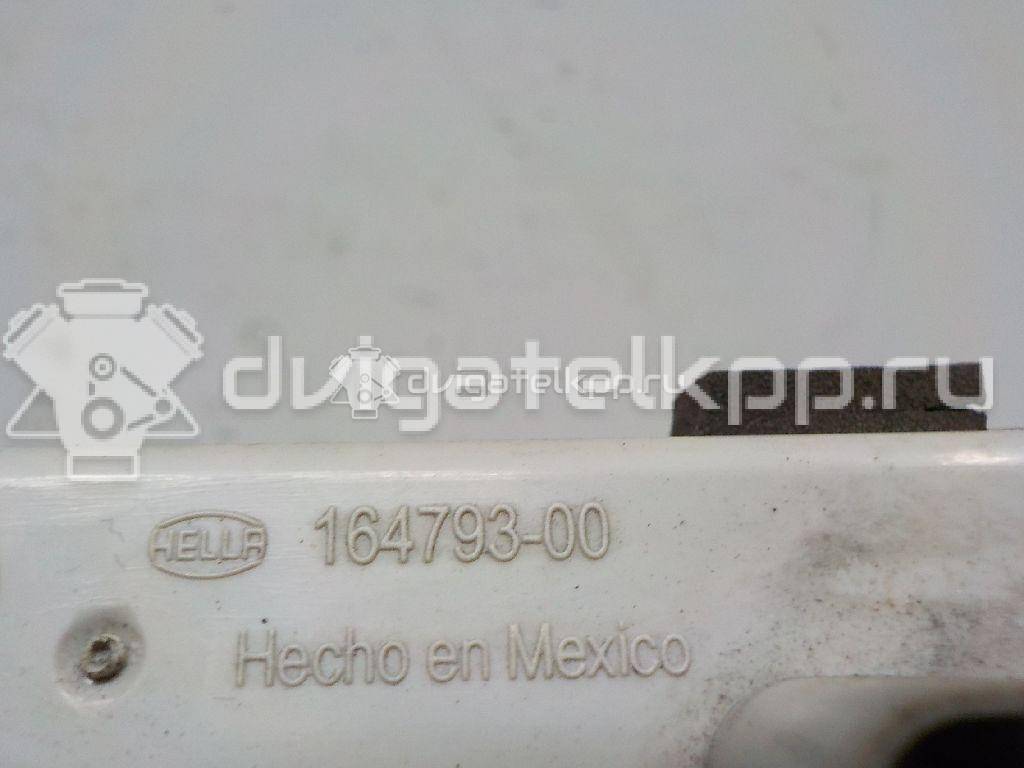 dvigatelkpp.ru
dvigatelkpp.ru
HELLA 164793-00
Hecho en Mexico